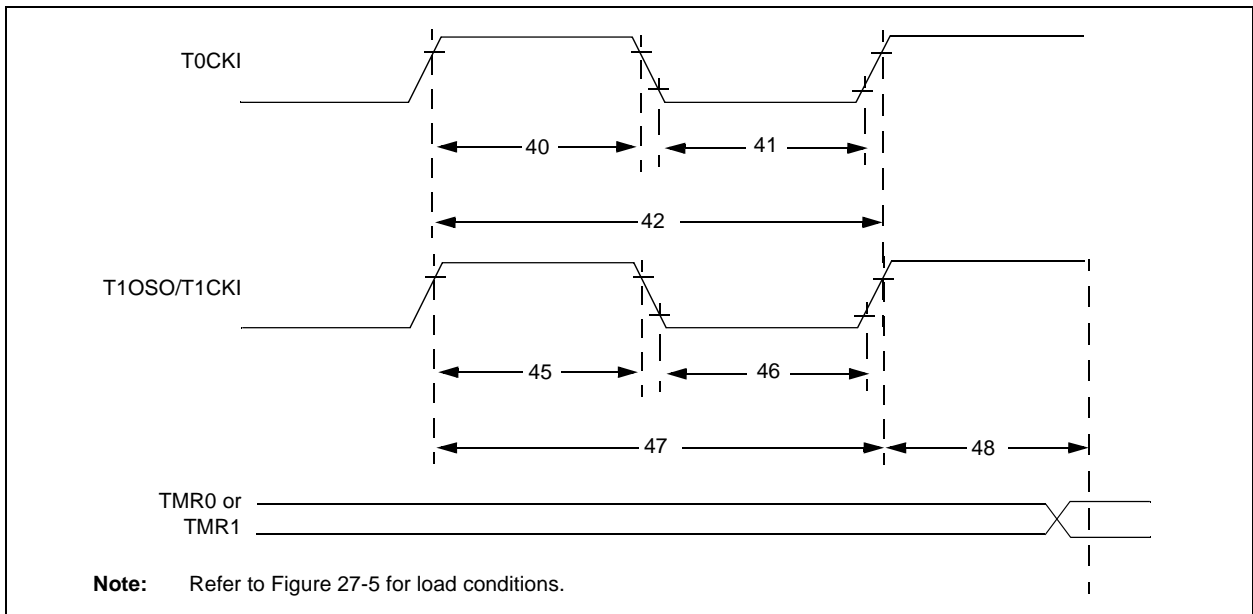 T0CKI
40
41
42
T1OSO/T1CKI
45
46
47
48
TMR0 or
TMR1
Note: Refer to Figure 27-5 for load conditions.